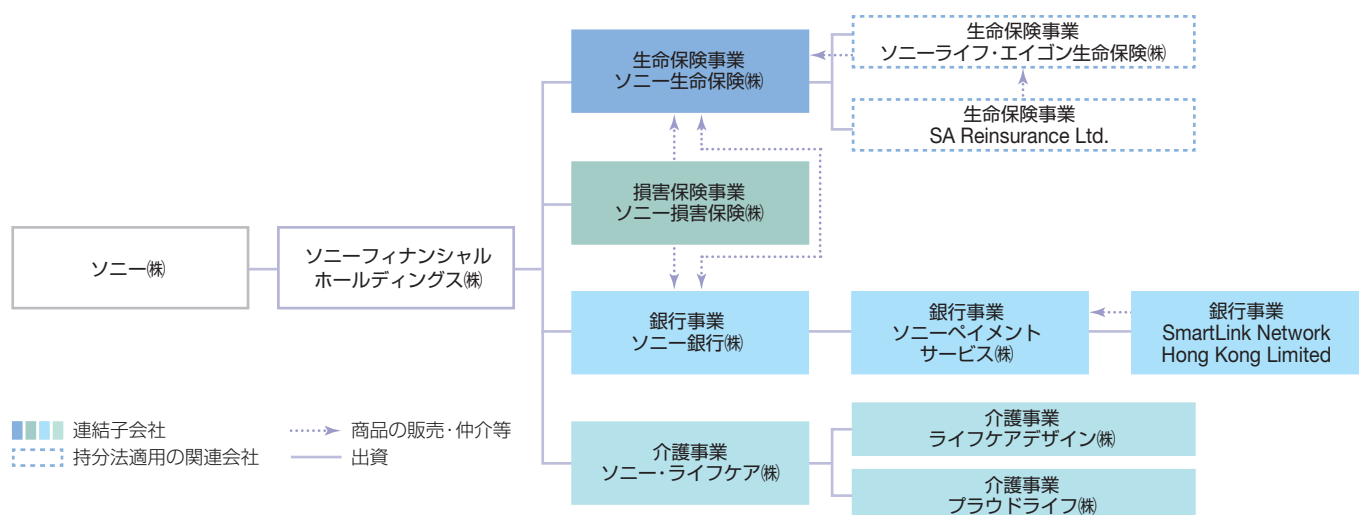 ソニー㈱
ソニーフィナンシャル
ホールディングス㈱
生命保険事業
ソニー生命保険㈱
生命保険事業
ソニーライフ・エイゴン生命保険㈱
生命保険事業
SA Reinsurance Ltd.
損害保険事業
ソニー損害保険㈱
銀行事業
ソニー銀行㈱
銀行事業
ソニーペイメント
サービス㈱
銀行事業
SmartLink Network
Hong Kong Limited
介護事業
ソニー・ライフケア㈱
介護事業
ライフケアデザイン㈱
介護事業
プラウドライフ㈱
連結子会社
持分法適用の関連会社
商品の販売・仲介等
出資